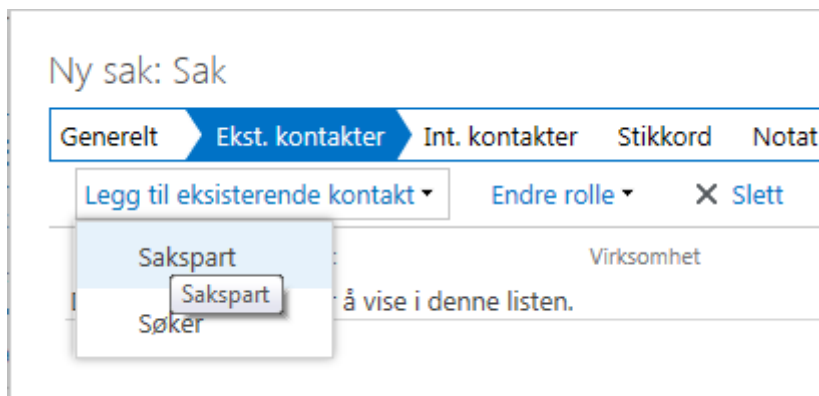 Ny sak: Sak
Generelt Ekst. kontakter Int. kontakter Stikkord Notat
Legg til eksisterende kontakt Endre rolle Slett
Sakspart Virksomhet
Sakspart å vise i denne listen.
Søker